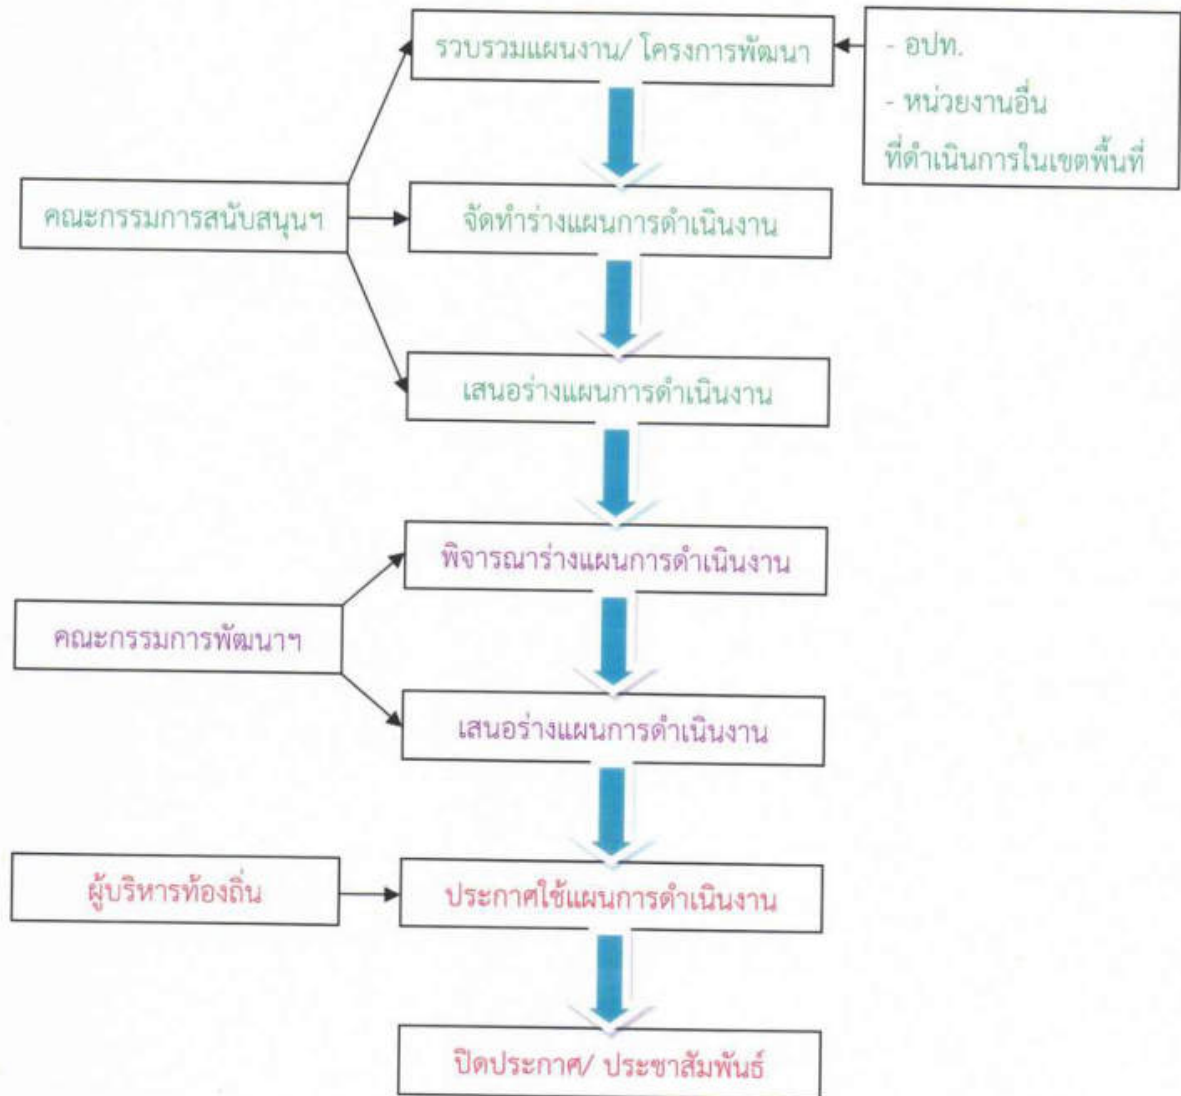 รวบรวมแผนงาน/ โครงการพัฒนา
- อปท.
- หน่วยงานอื่น
ที่ดำเนินการในเขตพื้นที่
คณะกรรมการสนับสนุนฯ
จัดทำร่างแผนการดำเนินงาน
เสนอร่างแผนการดำเนินงาน
พิจารณาร่างแผนการดำเนินงาน
คณะกรรมการพัฒนาฯ
เสนอร่างแผนการดำเนินงาน
ผู้บริหารท้องถิ่น
ประกาศใช้แผนการดำเนินงาน
ปิดประกาศ/ ประชาสัมพันธ์